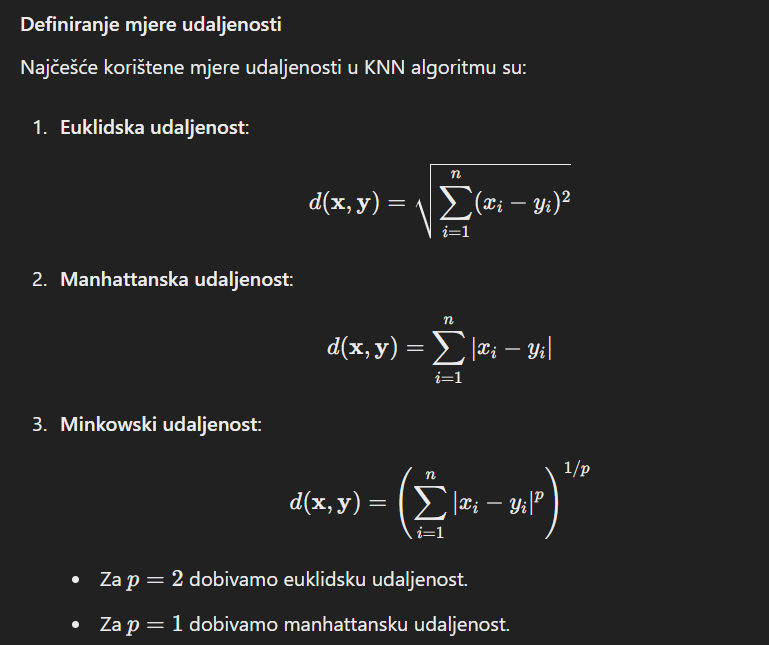 Definiranje mjere udaljenosti
Najčešće korištene mjere udaljenosti u KNN algoritmu su:
1. Euklidska udaljenost:
$d(\mathbf{x}, \mathbf{y}) = \sqrt{\sum_{i=1}^{n} (x_i - y_i)^2}$
2. Manhattanska udaljenost:
$d(\mathbf{x}, \mathbf{y}) = \sum_{i=1}^{n} |x_i - y_i|$
3. Minkowski udaljenost:
$d(\mathbf{x}, \mathbf{y}) = \left( \sum_{i=1}^{n} |x_i - y_i|^p \right)^{1/p}$
• Za $p = 2$ dobivamo euklidsku udaljenost.
• Za $p = 1$ dobivamo manhattansku udaljenost.